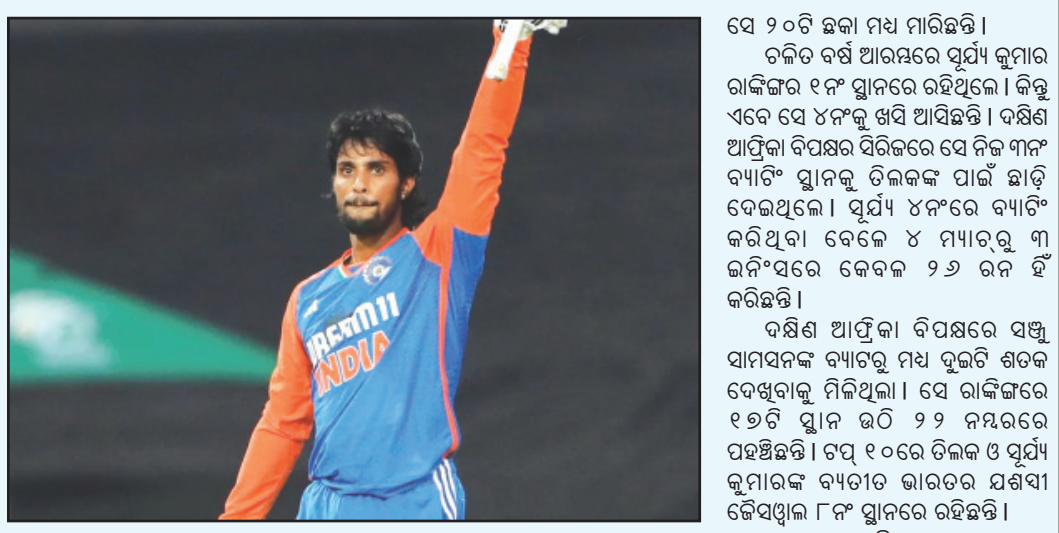 DREAM11
INDIA
ସେ ୨୦ଟି ଛକା ମଧ୍ୟ ମାରିଛନ୍ତି ।
ଚଳିତ ବର୍ଷ ଆରମ୍ଭରେ ସୂର୍ଯ୍ୟ କୁମାର
ରାଙ୍କିଙ୍ଗର ୧ନଂ ସ୍ଥାନରେ ରହିଥିଲେ । କିନ୍ତୁ
ଏବେ ସେ ୪ନଂକୁ ଖସି ଆସିଛନ୍ତି । ଦକ୍ଷିଣ
ଆଫ୍ରିକା ବିପକ୍ଷର ସିରିଜରେ ସେ ନିଜ ୩ନଂ
ବ୍ୟାଟିଂ ସ୍ଥାନକୁ ତିଲକଙ୍କ ପାଇଁ ଛାଡ଼ି
ଦେଇଥିଲେ । ସୂର୍ଯ୍ୟ ୪ନଂରେ ବ୍ୟାଟିଂ
କରିଥିବା ବେଳେ ୪ ମ୍ୟାଚ୍‌ରୁ ୩
ଇନିଂସରେ କେବଳ ୨୬ ରନ ହିଁ
କରିଛନ୍ତି ।
ଦକ୍ଷିଣ ଆଫ୍ରିକା ବିପକ୍ଷରେ ସଞ୍ଜୁ
ସାମସନଙ୍କ ବ୍ୟାଟରୁ ମଧ୍ୟ ଦୁଇଟି ଶତକ
ଦେଖିବାକୁ ମିଳିଥିଲା । ସେ ରାଙ୍କିଙ୍ଗରେ
୧୭ଟି ସ୍ଥାନ ଉଠି ୨୨ ନମ୍ବରରେ
ପହଞ୍ଚିଛନ୍ତି । ଟପ୍ ୧୦ରେ ତିଲକ ଓ ସୂର୍ଯ୍ୟ
କୁମାରଙ୍କ ବ୍ୟତୀତ ଭାରତର ଯଶସ୍ୱୀ
ଜୈସଓ୍ୱାଲ ୮ନଂ ସ୍ଥାନରେ ରହିଛନ୍ତି ।